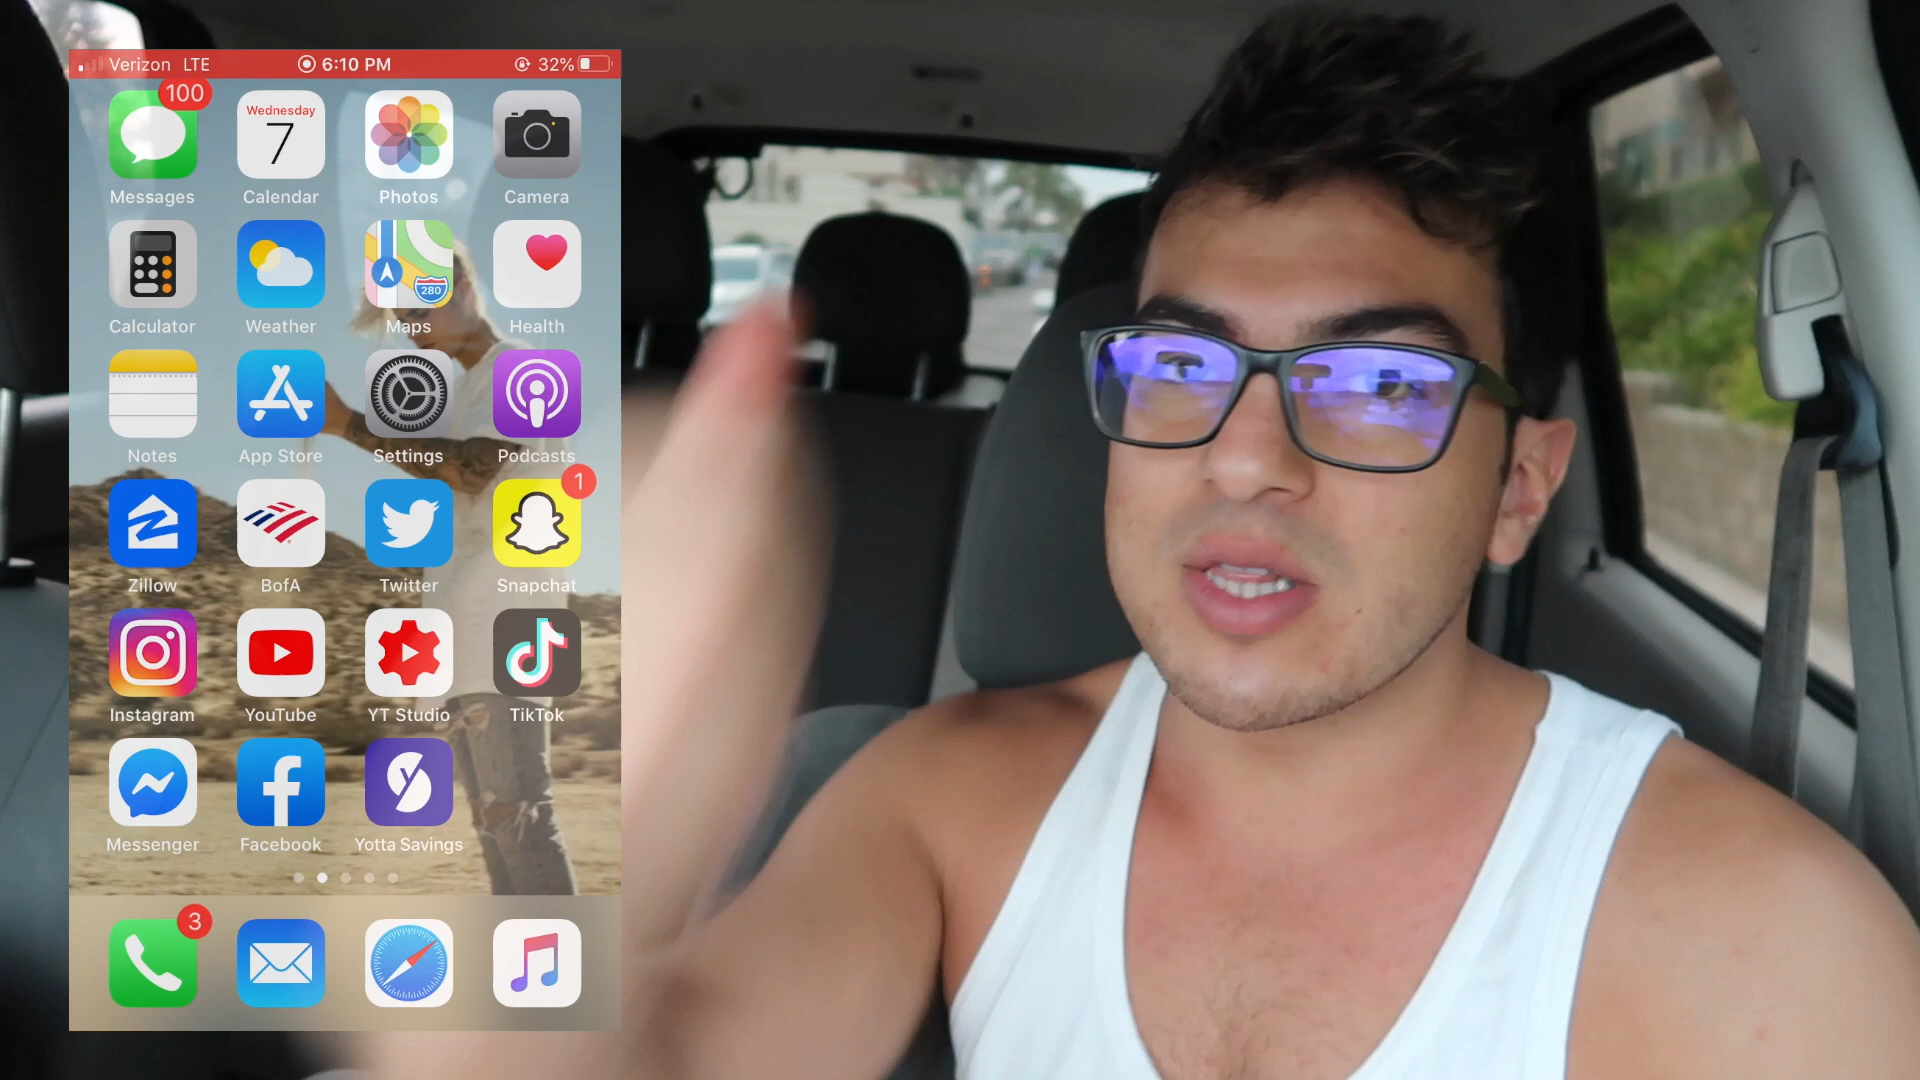 Verizon LTE 6:10 PM 32%
100 Wednesday
7
Messages Calendar Photos Camera
280
Calculator Weather Maps Health
Notes App Store Settings Podcasts
1
Zillow BofA Twitter Snapchat
Instagram YouTube YT Studio TikTok
Messenger Facebook Yotta Savings
3